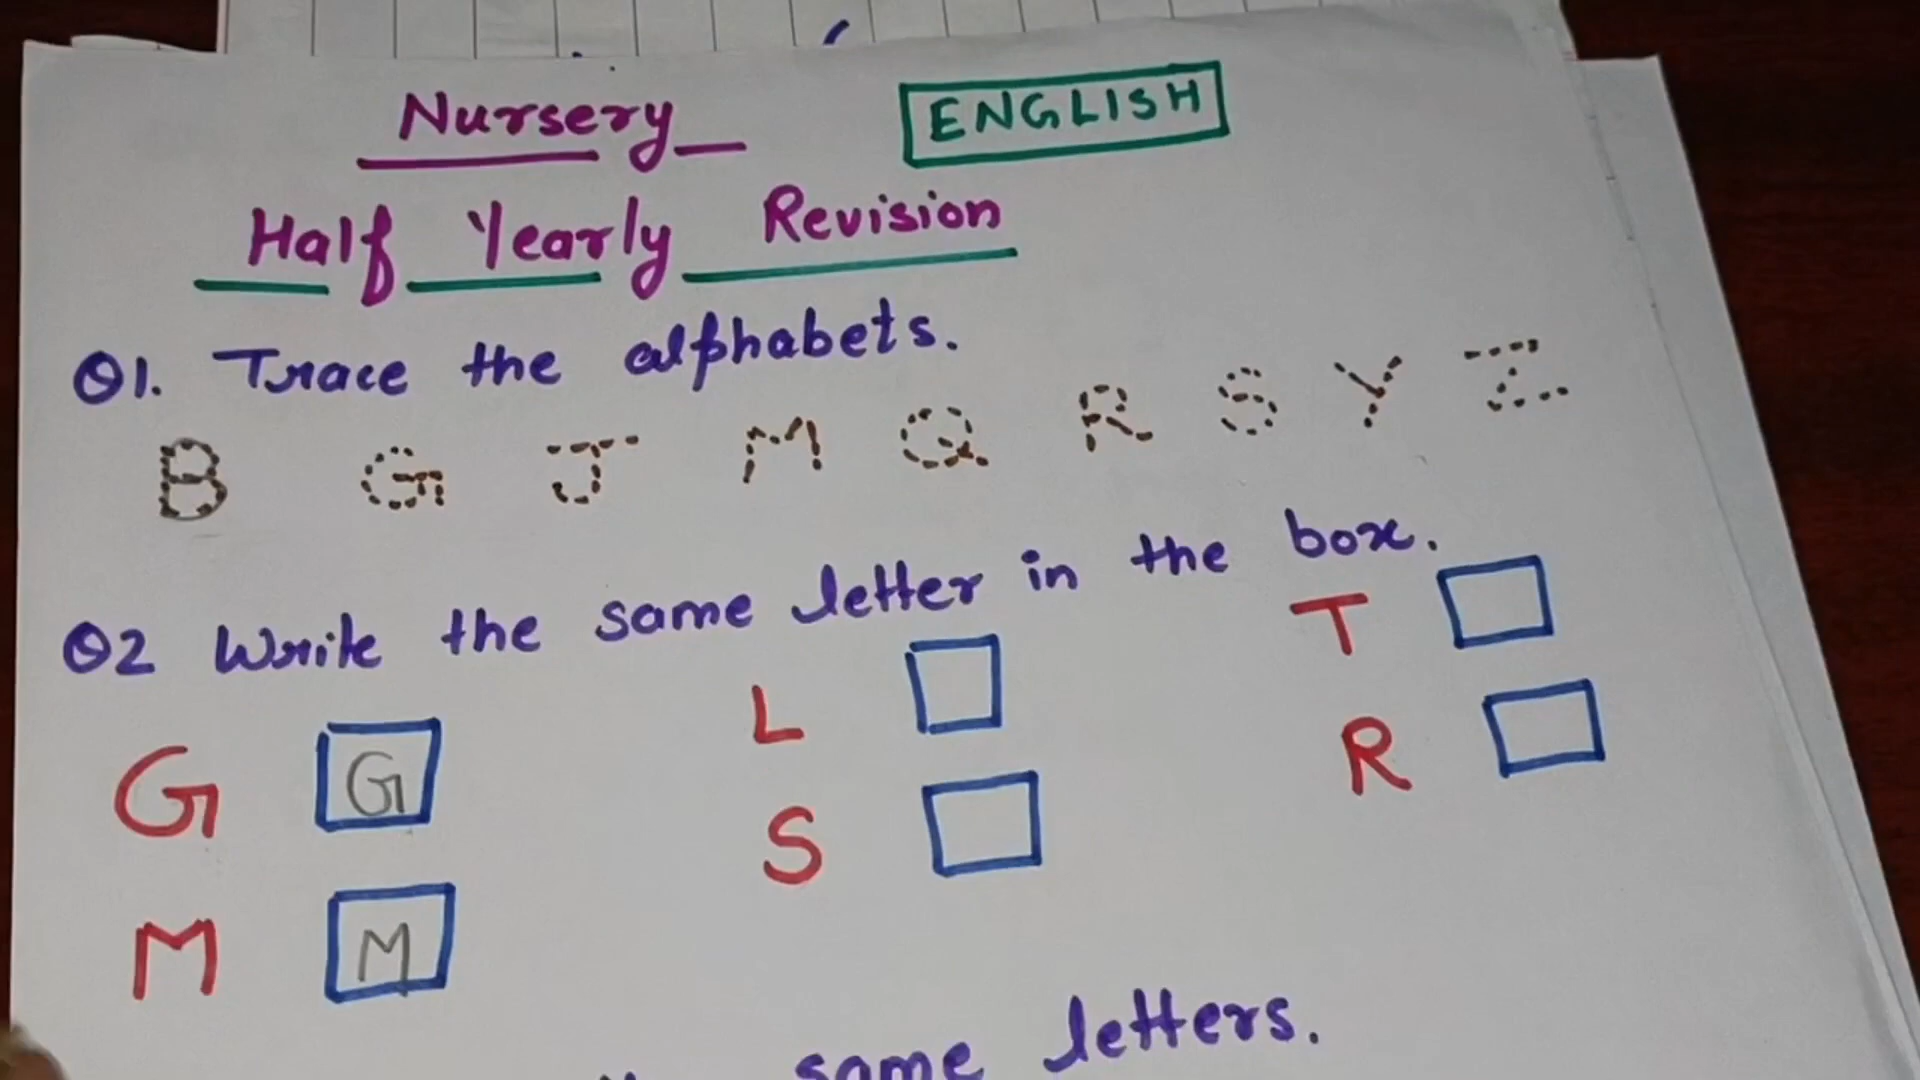 Nursery
ENGLISH
Half Yearly Revision
Q1. Trace the alphabets.
B G J M Q R S Y Z
Q2 Write the same letter in the box.
G G L T
M M S R
same letters.